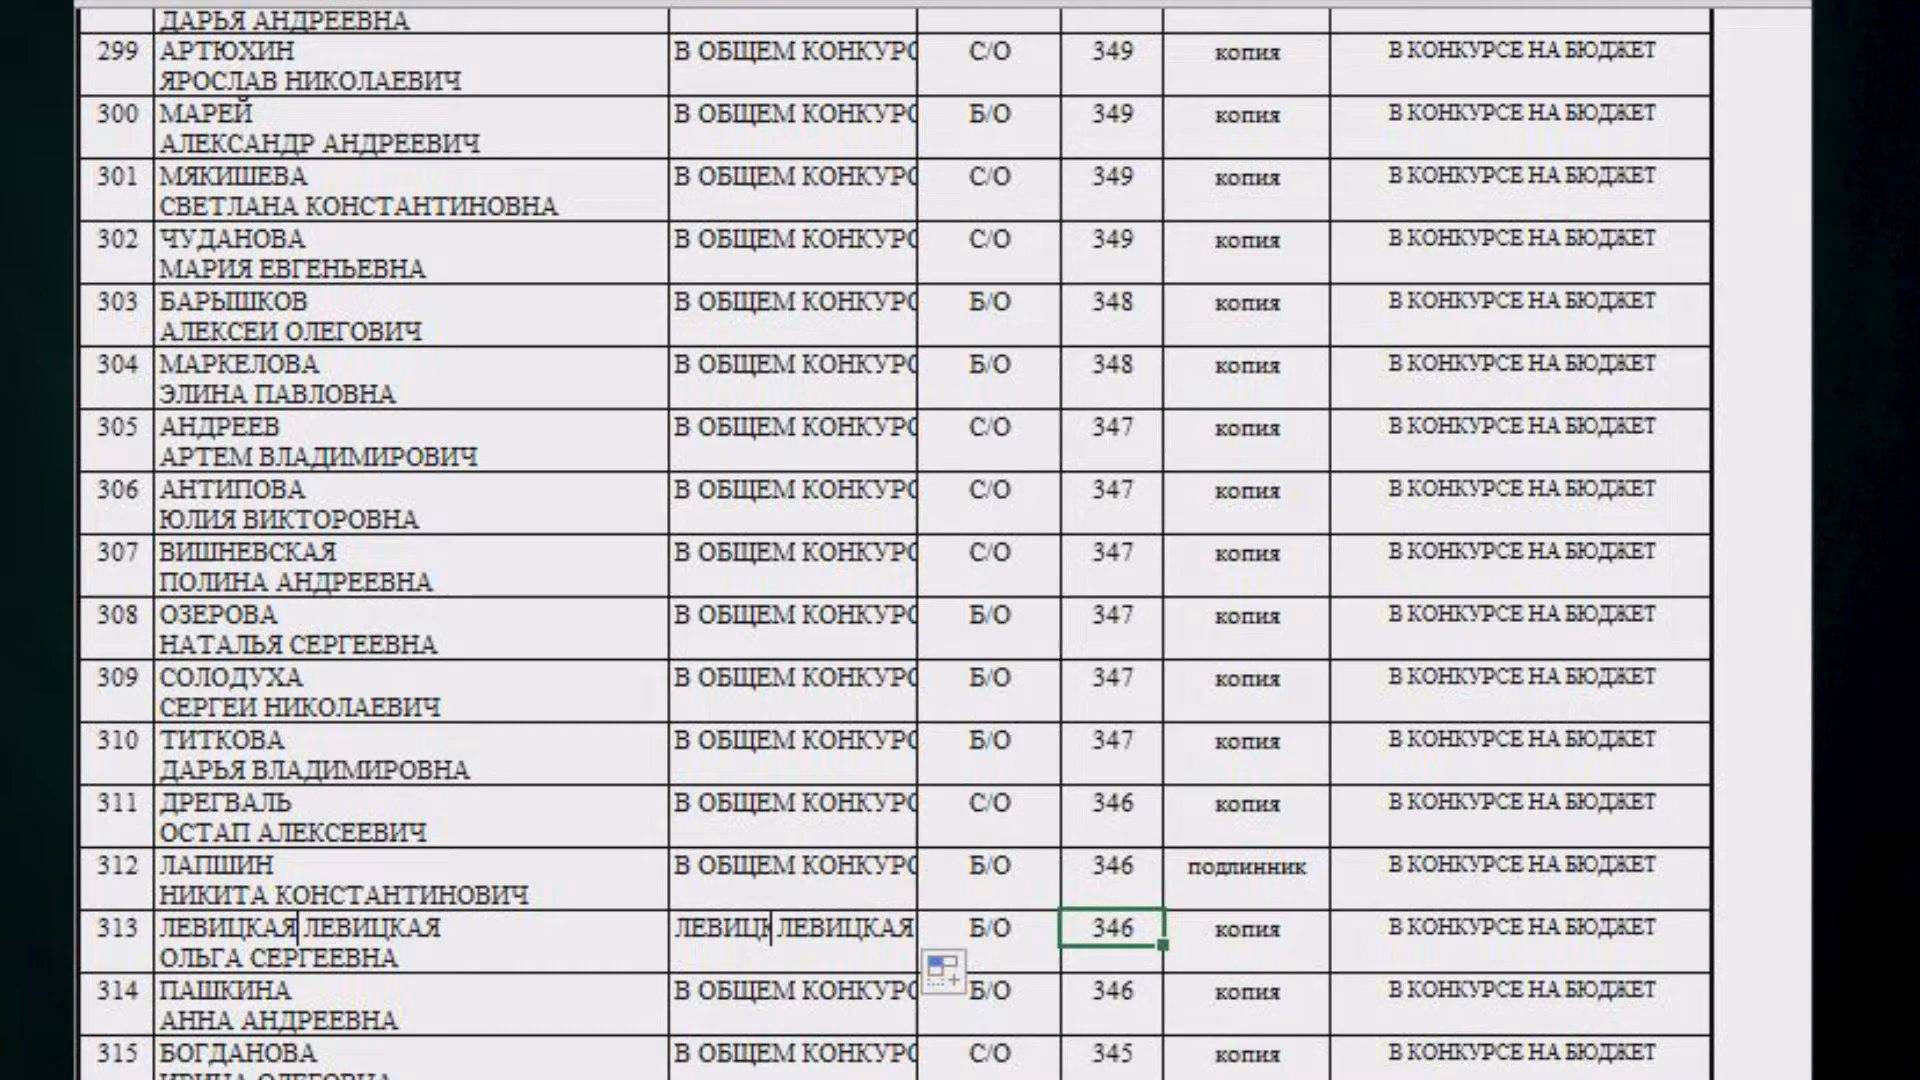 ДАРЬЯ АНДРЕЕВНА
299 АРТЮХИН В ОБЩЕМ КОНКУРС С/О 349 копия В КОНКУРСЕ НА БЮДЖЕТ
ЯРОСЛАВ НИКОЛАЕВИЧ
300 МАРЕЙ В ОБЩЕМ КОНКУРС Б/О 349 копия В КОНКУРСЕ НА БЮДЖЕТ
АЛЕКСАНДР АНДРЕЕВИЧ
301 МЯКИШЕВА В ОБЩЕМ КОНКУРС С/О 349 копия В КОНКУРСЕ НА БЮДЖЕТ
СВЕТЛАНА КОНСТАНТИНОВНА
302 ЧУДАНОВА В ОБЩЕМ КОНКУРС С/О 349 копия В КОНКУРСЕ НА БЮДЖЕТ
МАРИЯ ЕВГЕНЬЕВНА
303 БАРЫШКОВ В ОБЩЕМ КОНКУРС Б/О 348 копия В КОНКУРСЕ НА БЮДЖЕТ
АЛЕКСЕЙ ОЛЕГОВИЧ
304 МАРКЕЛОВА В ОБЩЕМ КОНКУРС Б/О 348 копия В КОНКУРСЕ НА БЮДЖЕТ
ЭЛИНА ПАВЛОВНА
305 АНДРЕЕВ В ОБЩЕМ КОНКУРС С/О 347 копия В КОНКУРСЕ НА БЮДЖЕТ
АРТЕМ ВЛАДИМИРОВИЧ
306 АНТИПОВА В ОБЩЕМ КОНКУРС С/О 347 копия В КОНКУРСЕ НА БЮДЖЕТ
ЮЛИЯ ВИКТОРОВНА
307 ВИШНЕВСКАЯ В ОБЩЕМ КОНКУРС С/О 347 копия В КОНКУРСЕ НА БЮДЖЕТ
ПОЛИНА АНДРЕЕВНА
308 ОЗЕРОВА В ОБЩЕМ КОНКУРС Б/О 347 копия В КОНКУРСЕ НА БЮДЖЕТ
НАТАЛЬЯ СЕРГЕЕВНА
309 СОЛОДУХА В ОБЩЕМ КОНКУРС Б/О 347 копия В КОНКУРСЕ НА БЮДЖЕТ
СЕРГЕЙ НИКОЛАЕВИЧ
310 ТИТКОВА В ОБЩЕМ КОНКУРС Б/О 347 копия В КОНКУРСЕ НА БЮДЖЕТ
ДАРЬЯ ВЛАДИМИРОВНА
311 ДРЕГВАЛЬ В ОБЩЕМ КОНКУРС С/О 346 копия В КОНКУРСЕ НА БЮДЖЕТ
ОСТАП АЛЕКСЕЕВИЧ
312 ЛАПШИН В ОБЩЕМ КОНКУРС Б/О 346 подлинник В КОНКУРСЕ НА БЮДЖЕТ
НИКИТА КОНСТАНТИНОВИЧ
313 ЛЕВИЦКАЯ ЛЕВИЦКАЯ ЛЕВИЦК ЛЕВИЦКАЯ Б/О 346 копия В КОНКУРСЕ НА БЮДЖЕТ
ОЛЬГА СЕРГЕЕВНА
314 ПАШКИНА В ОБЩЕМ КОНКУРС Б/О 346 копия В КОНКУРСЕ НА БЮДЖЕТ
АННА АНДРЕЕВНА
315 БОГДАНОВА В ОБЩЕМ КОНКУРС С/О 345 копия В КОНКУРСЕ НА БЮДЖЕТ
ИРИНА ОЛЕГОВНА